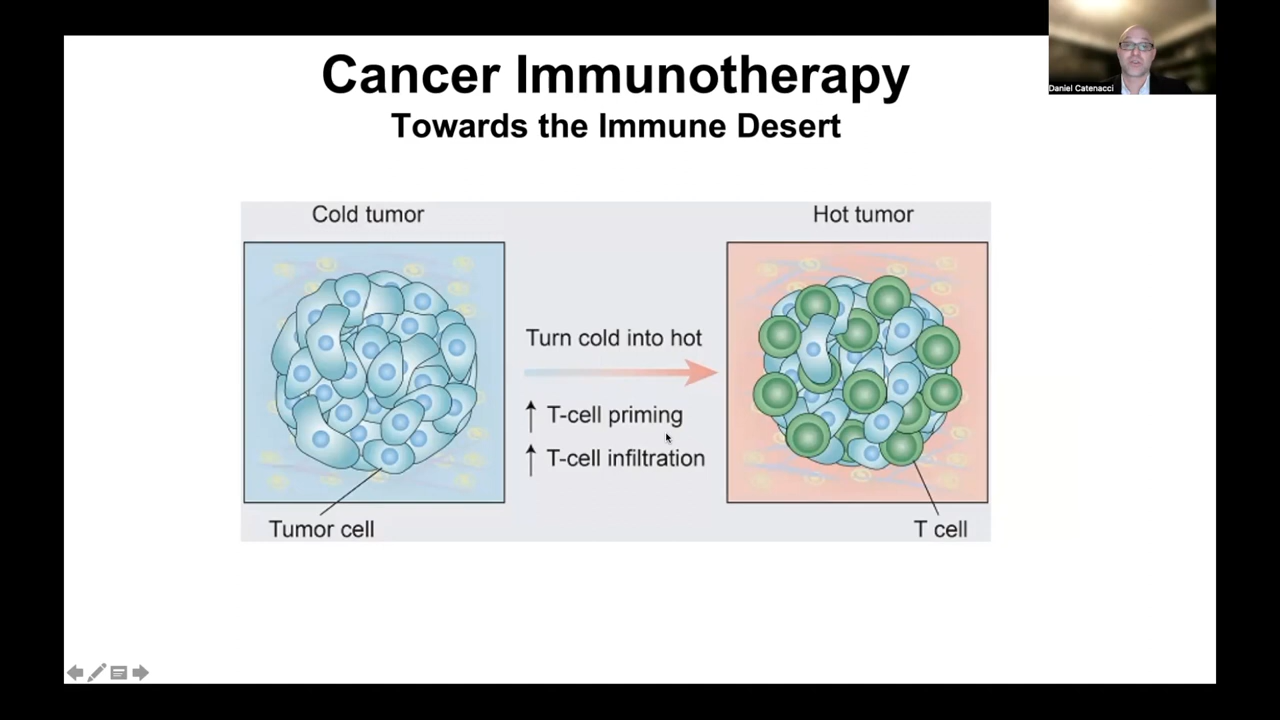 Cancer Immunotherapy
Towards the Immune Desert
Daniel Catenacci
Cold tumor
Hot tumor
Turn cold into hot
↑ T-cell priming
↑ T-cell infiltration
Tumor cell
T cell